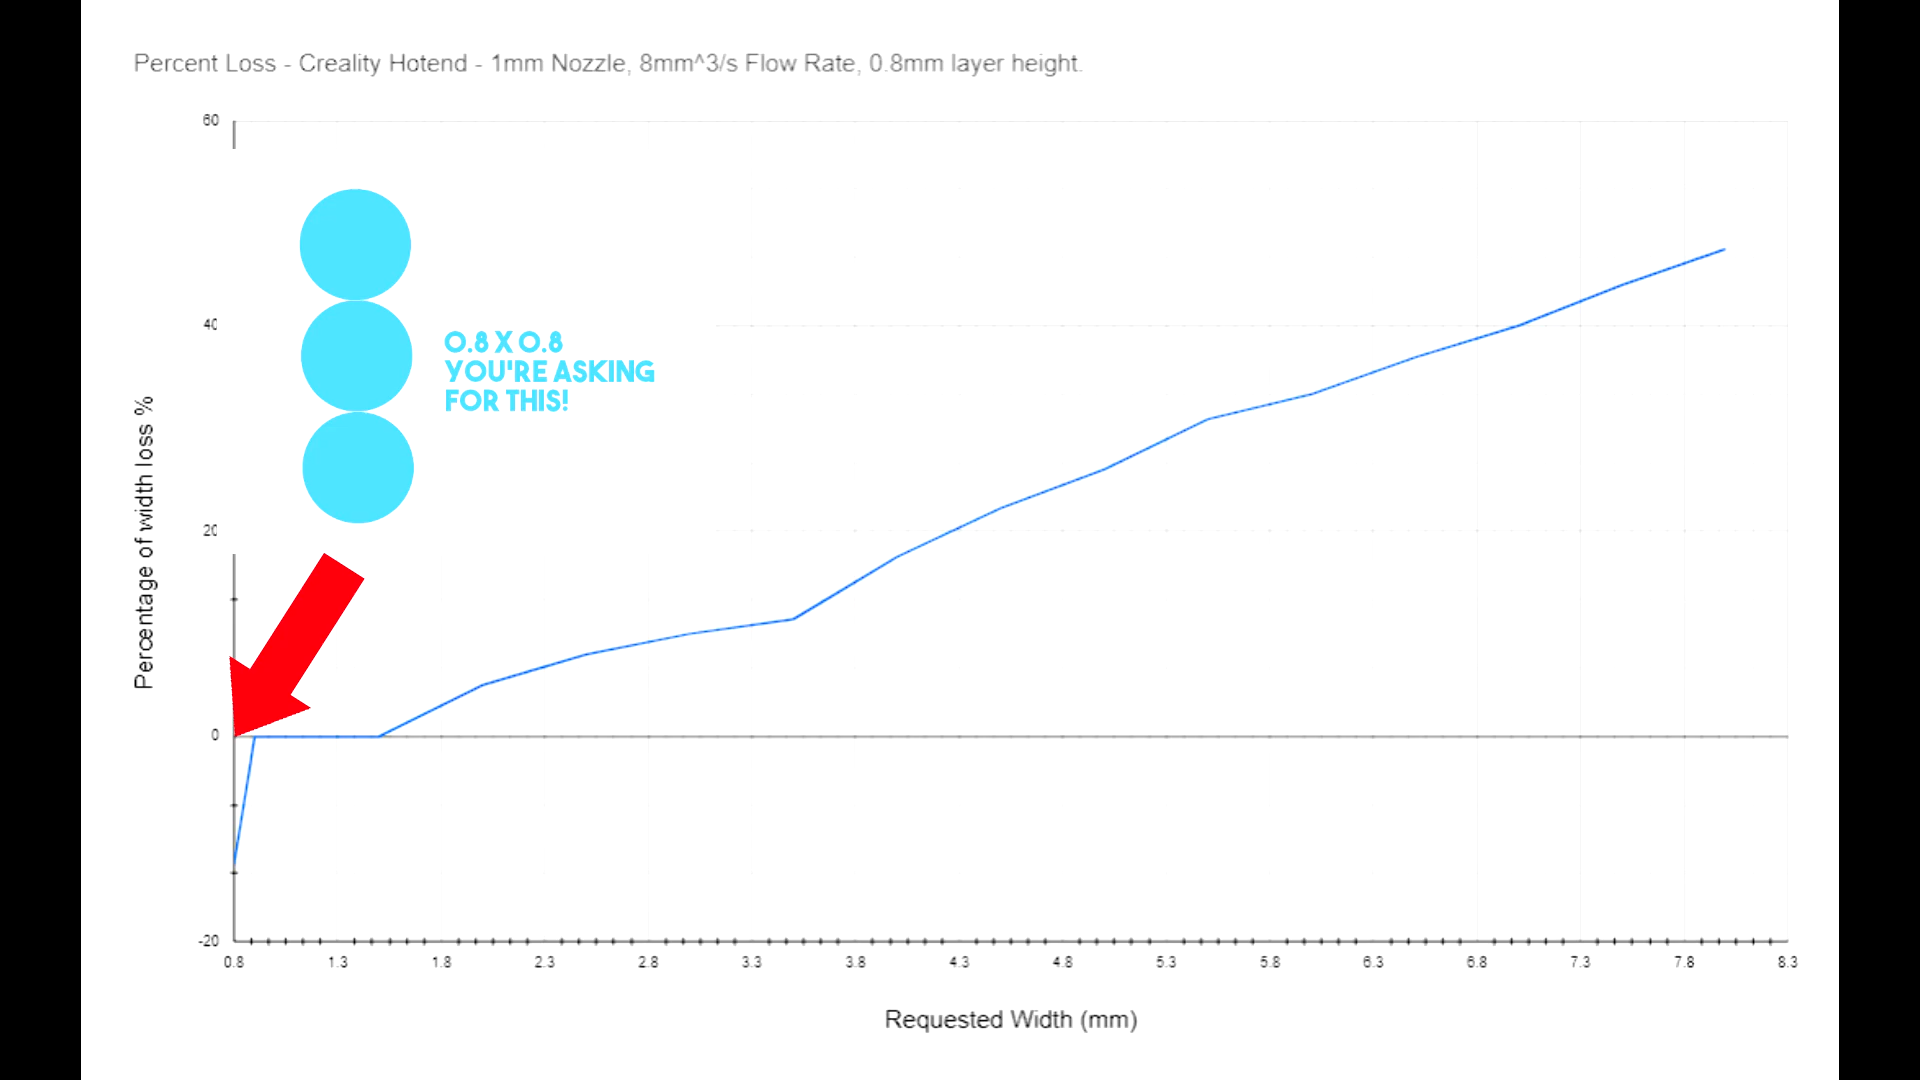 Percent Loss - Creality Hotend - 1mm Nozzle, 8mm^3/s Flow Rate, 0.8mm layer height.
60
40
20
0
-20
Percentage of width loss %
0.8 X 0.8
YOU'RE ASKING
FOR THIS!
0.8 1.3 1.8 2.3 2.8 3.3 3.8 4.3 4.8 5.3 5.8 6.3 6.8 7.3 7.8 8.3
Requested Width (mm)